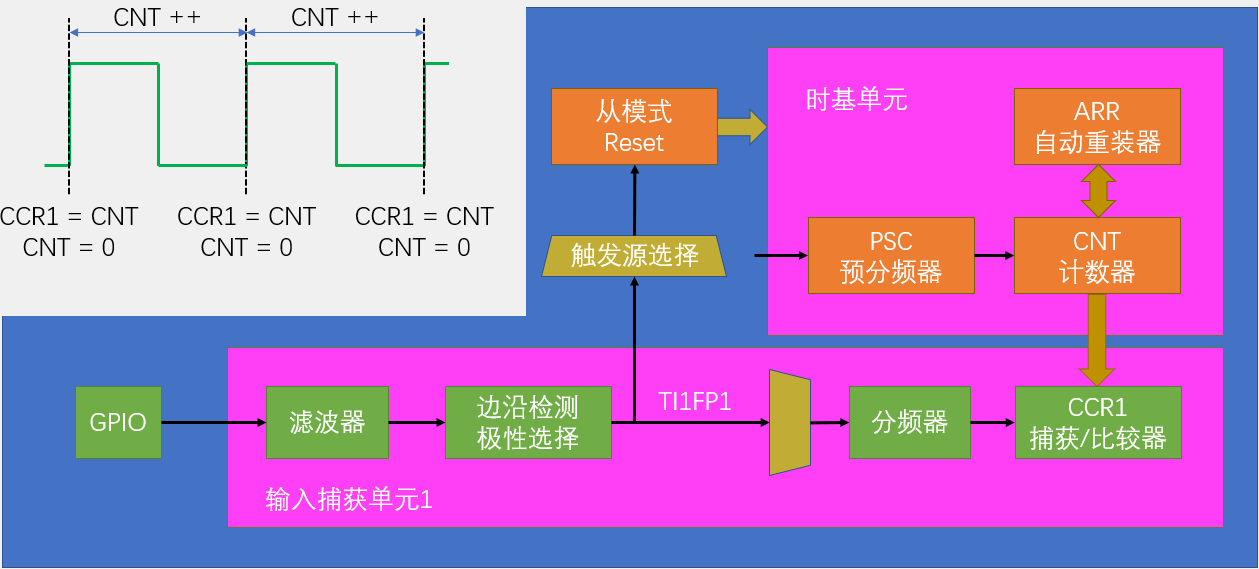 CNT ++
CNT ++
CCR1 = CNT
CNT = 0
CCR1 = CNT
CNT = 0
CCR1 = CNT
CNT = 0
从模式
Reset
时基单元
ARR
自动重装器
触发源选择
PSC
预分频器
CNT
计数器
GPIO
滤波器
边沿检测
极性选择
TI1FP1
分频器
CCR1
捕获/比较器
输入捕获单元1